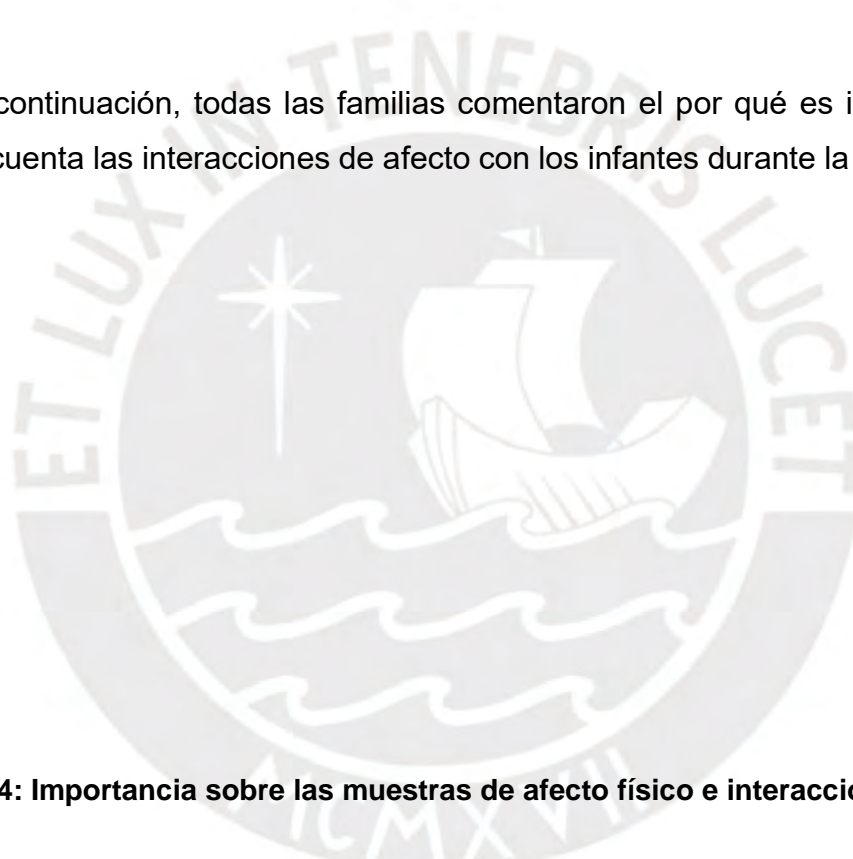 continuación, todas las familias comentaron el por qué es i
cuenta las interacciones de afecto con los infantes durante la
ET LUX IN TENEBRIS LUCET
4: Importancia sobre las muestras de afecto físico e interacci
MCMXVII